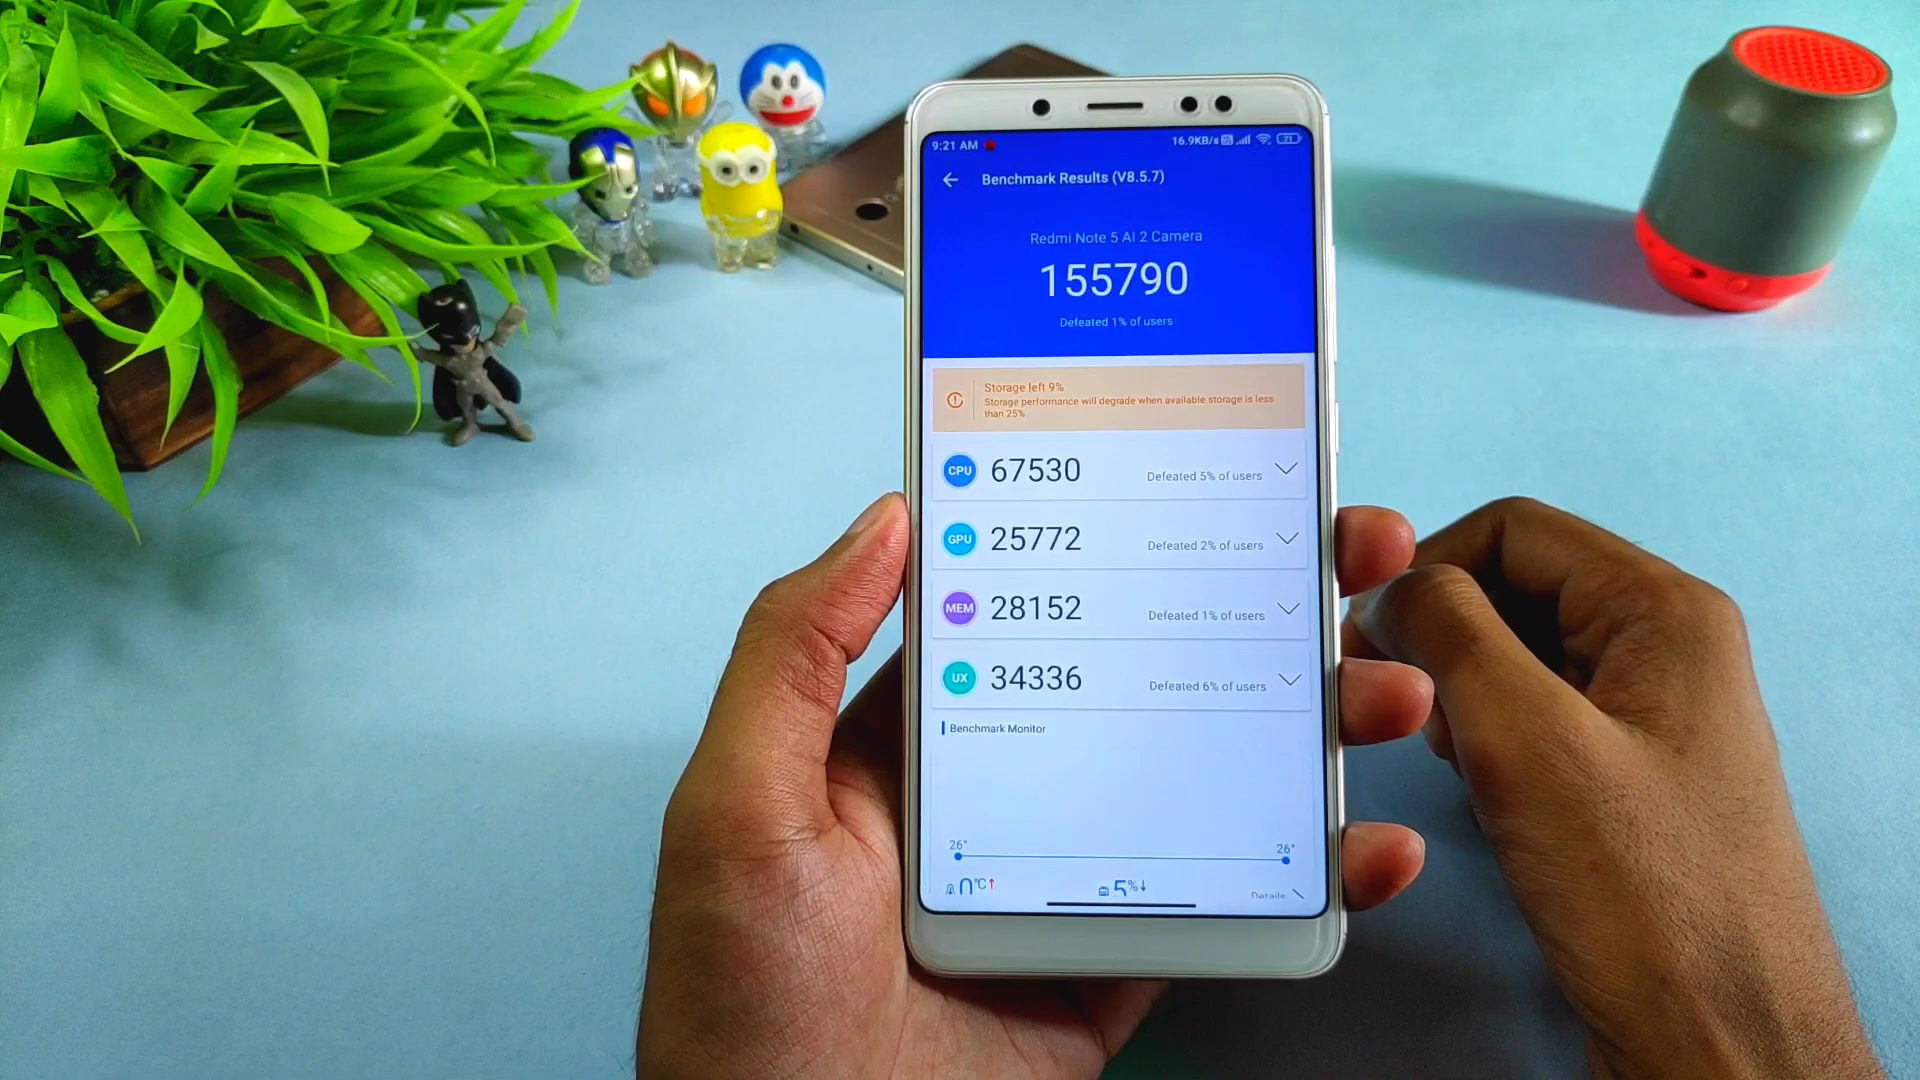 9:21 AM 16.9KB/s 71
Benchmark Results (V8.5.7)
Redmi Note 5 AI 2 Camera
155790
Defeated 1% of users
Storage left 9%
Storage performance will degrade when available storage is less
than 25%
CPU 67530 Defeated 5% of users
GPU 25772 Defeated 2% of users
MEM 28152 Defeated 1% of users
UX 34336 Defeated 6% of users
Benchmark Monitor
26° 26°
0°C↑ 5%↓ Details